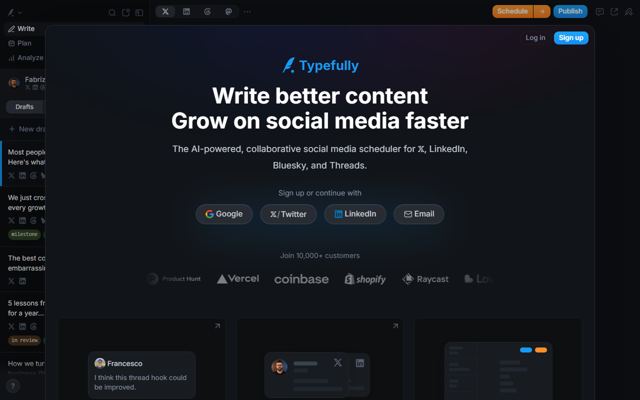 Schedule
Publish
Write
Plan
Analyze
Log in
Sign up
Typefully
Write better content
Grow on social media faster
The AI-powered, collaborative social media scheduler for 𝕏, LinkedIn,
Bluesky, and Threads.
Sign up or continue with
Google
𝕏/Twitter
LinkedIn
Email
Join 10,000+ customers
Product Hunt
Vercel
coinbase
shopify
Raycast
Drafts
Most people
Here's what
We just cros
every growt
milestone
The best co
embarrassin
5 lessons fr
for a year...
in review
How we tur
Francesco
I think this thread hook could
be improved.
?